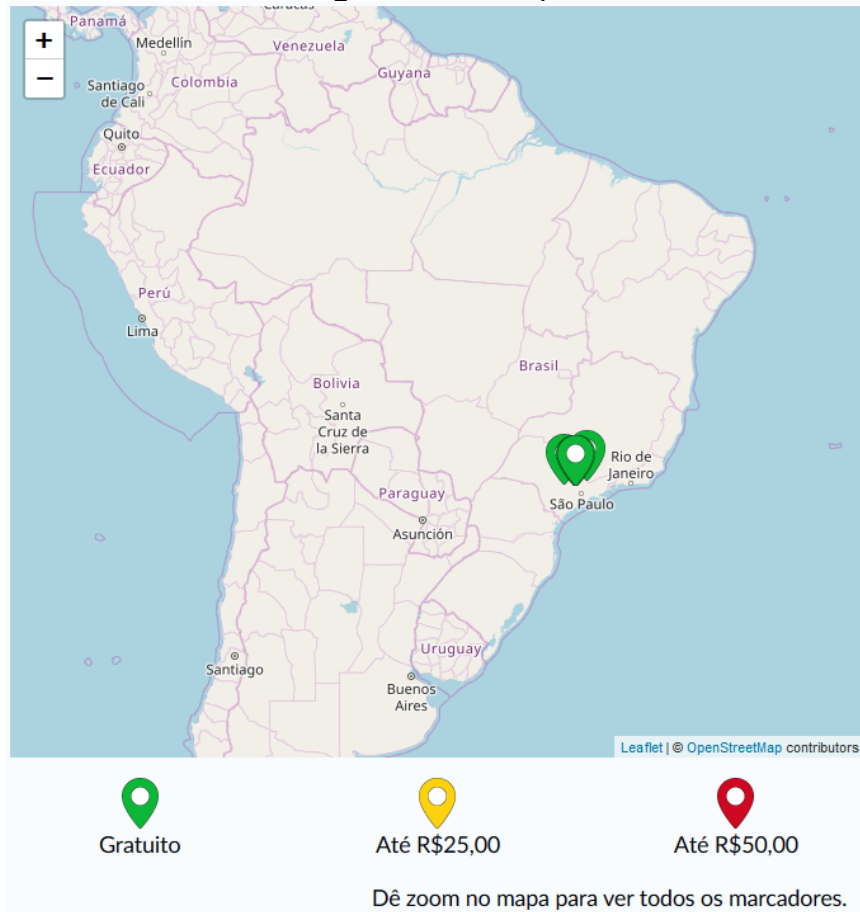 Panamá
+
Medellín
Venezuela
Guyana
−
Santiago
de Cali
Colombia
Quito
Ecuador
Perú
Lima
Brasil
Bolivia
Santa
Cruz de
la Sierra
Rio de
Janeiro
Paraguay
São Paulo
Asunción
Uruguay
Santiago
Buenos
Aires
Leaflet | © OpenStreetMap contributors
Gratuito
Até R$25,00
Até R$50,00
Dê zoom no mapa para ver todos os marcadores.